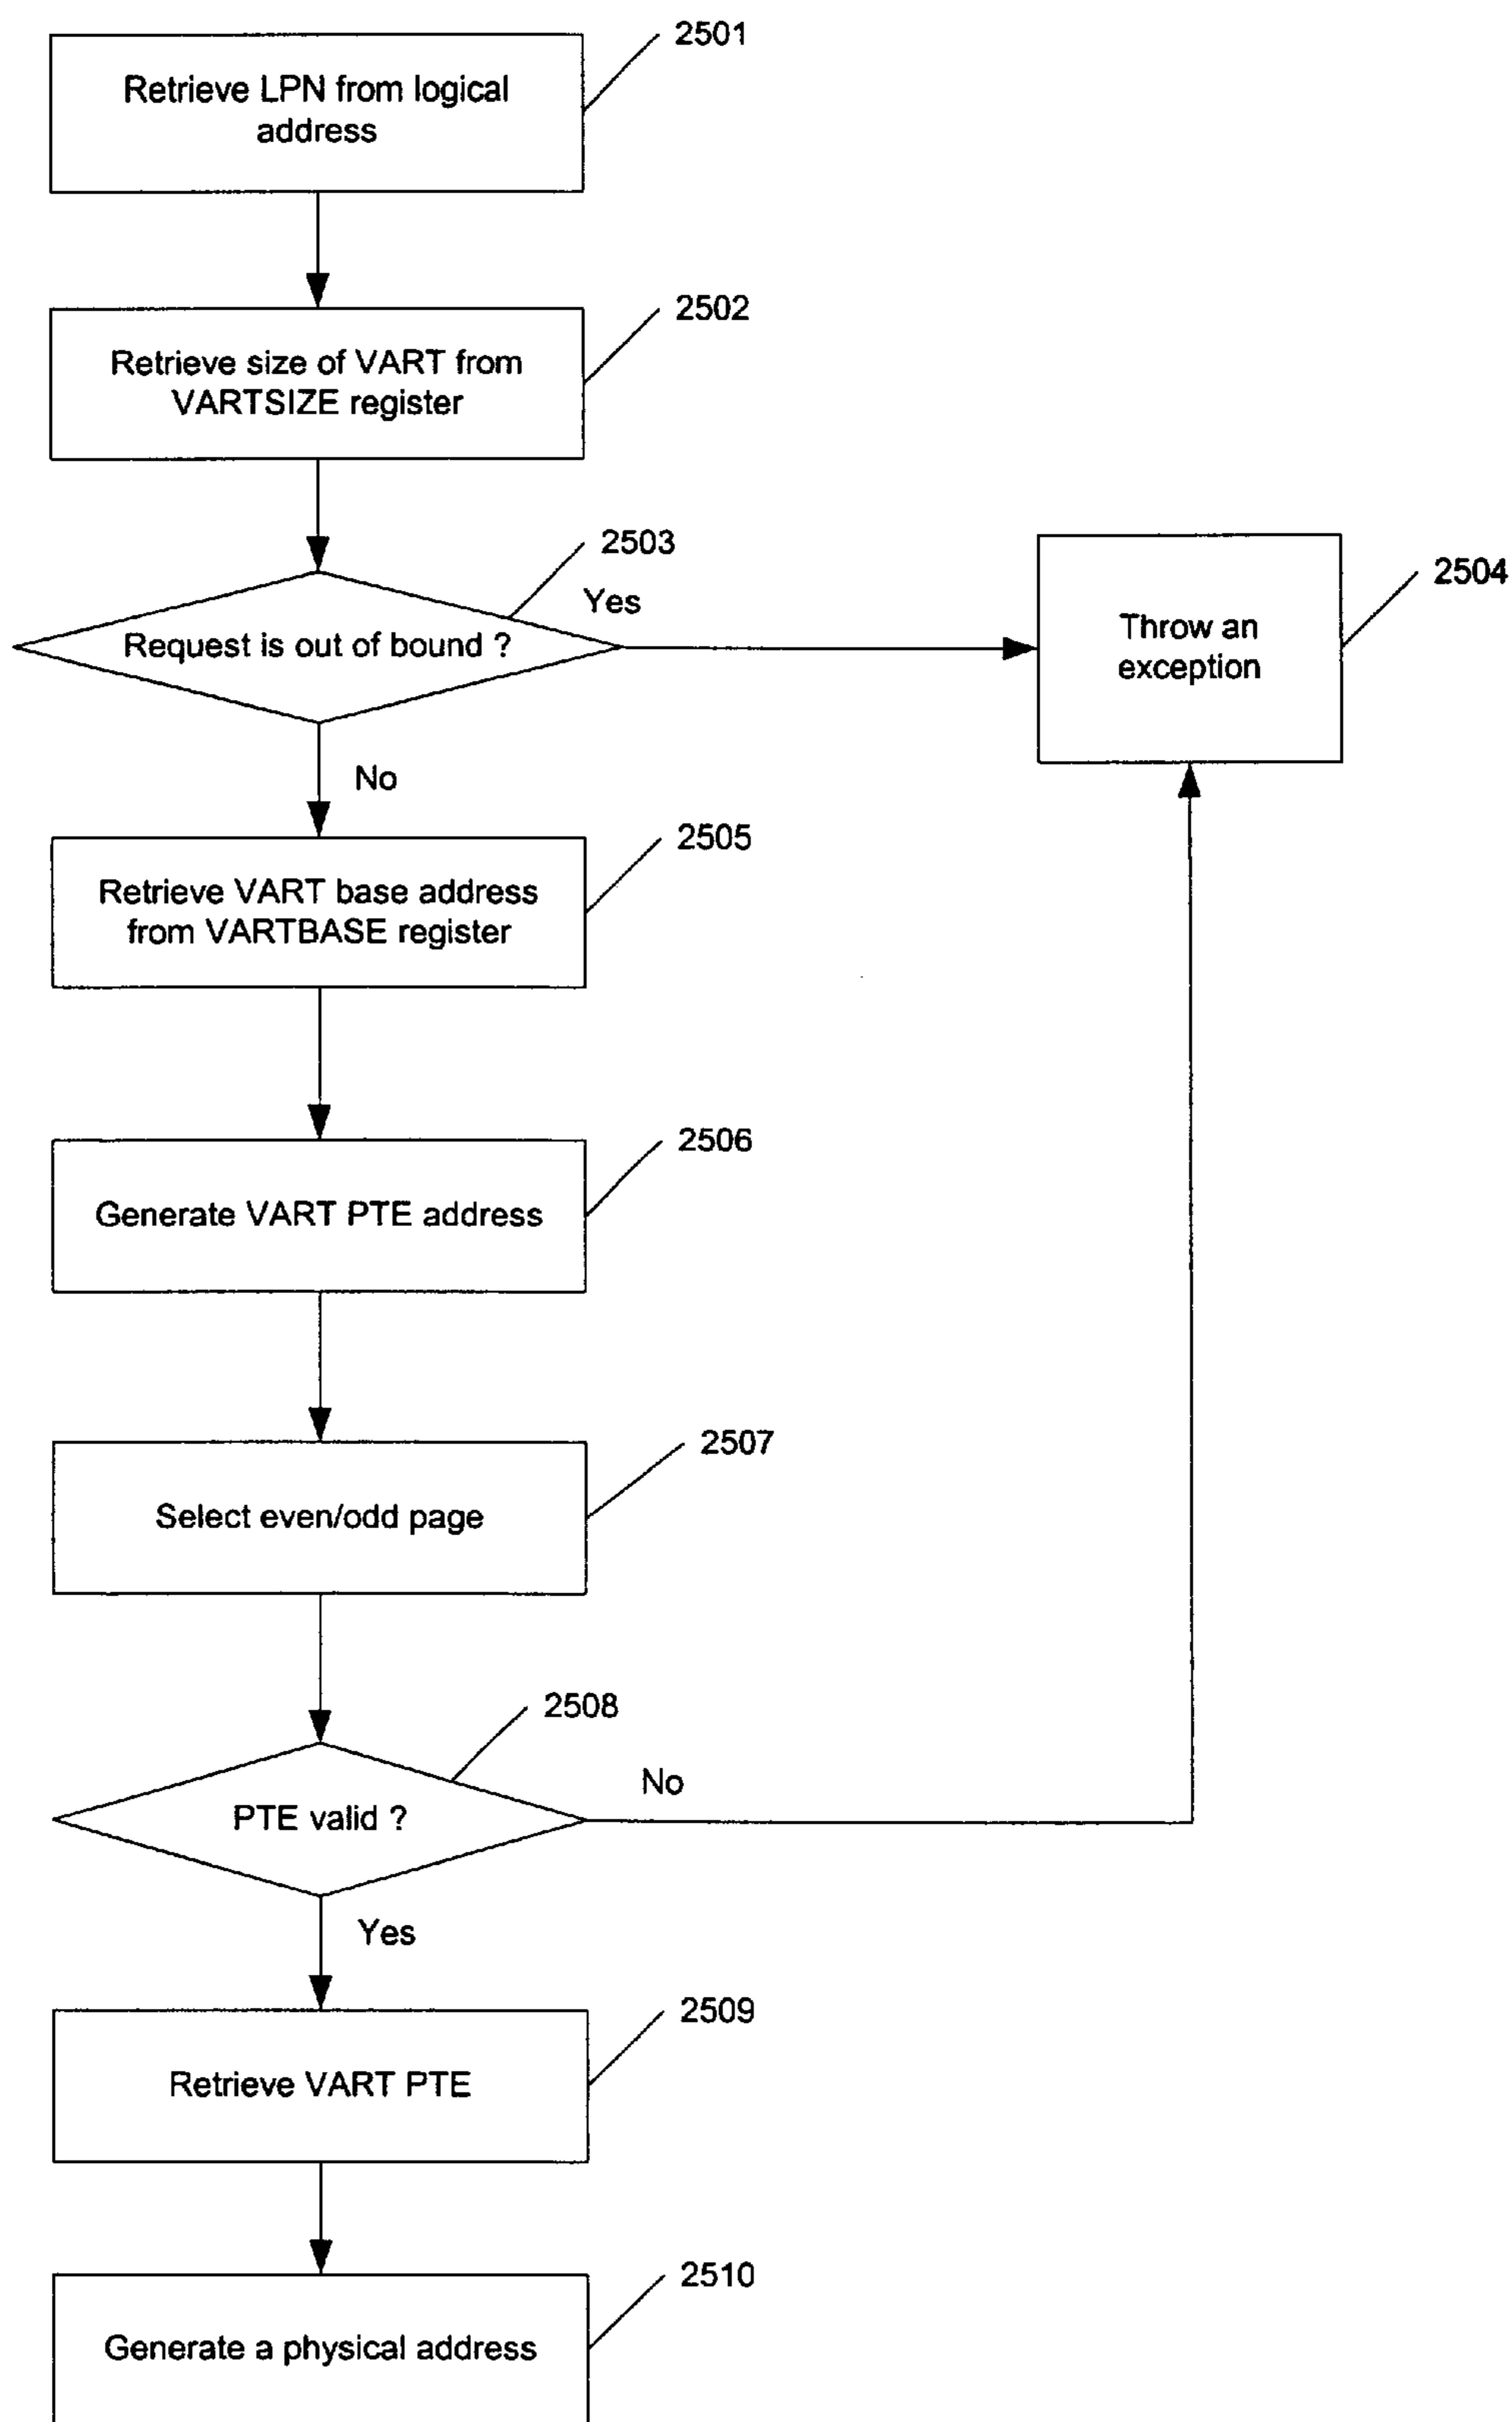 2501
Retrieve LPN from logical
address
2502
Retrieve size of VART from
VARTSIZE register
2503
Yes
Request is out of bound ?
2504
Throw an
exception
No
2505
Retrieve VART base address
from VARTBASE register
2506
Generate VART PTE address
2507
Select even/odd page
2508
No
PTE valid ?
Yes
2509
Retrieve VART PTE
2510
Generate a physical address